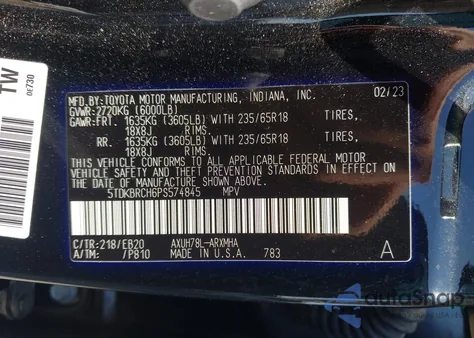 TW
0E730
MFD.BY:TOYOTA MOTOR MANUFACTURING, INDIANA, INC. 02/23
GVWR:2720KG (6000LB)
GAWR:FRT. 1635KG (3605LB) WITH 235/65R18 TIRES,
18X8J RIMS.
RR. 1635KG (3605LB) WITH 235/65R18 TIRES,
18X8J RIMS.
THIS VEHICLE CONFORMS TO ALL APPLICABLE FEDERAL MOTOR
VEHICLE SAFETY AND THEFT PREVENTION STANDARDS IN EFFECT
ON THE DATE OF MANUFACTURE SHOWN ABOVE.
5TDKBRCH6PS574845 MPV
C/TR:218/EB20 AXUH78L-ARXMHA
A/TM: /P810 MADE IN U.S.A. 783 A
AutoSnap